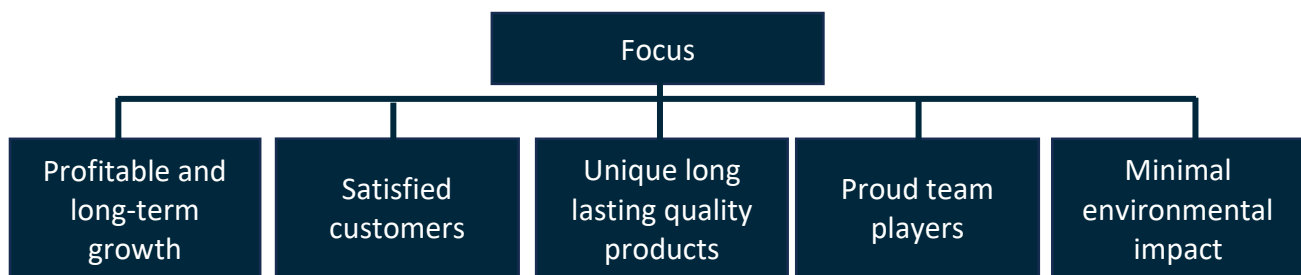 Focus
Profitable and
long-term
growth
Satisfied
customers
Unique long
lasting quality
products
Proud team
players
Minimal
environmental
impact